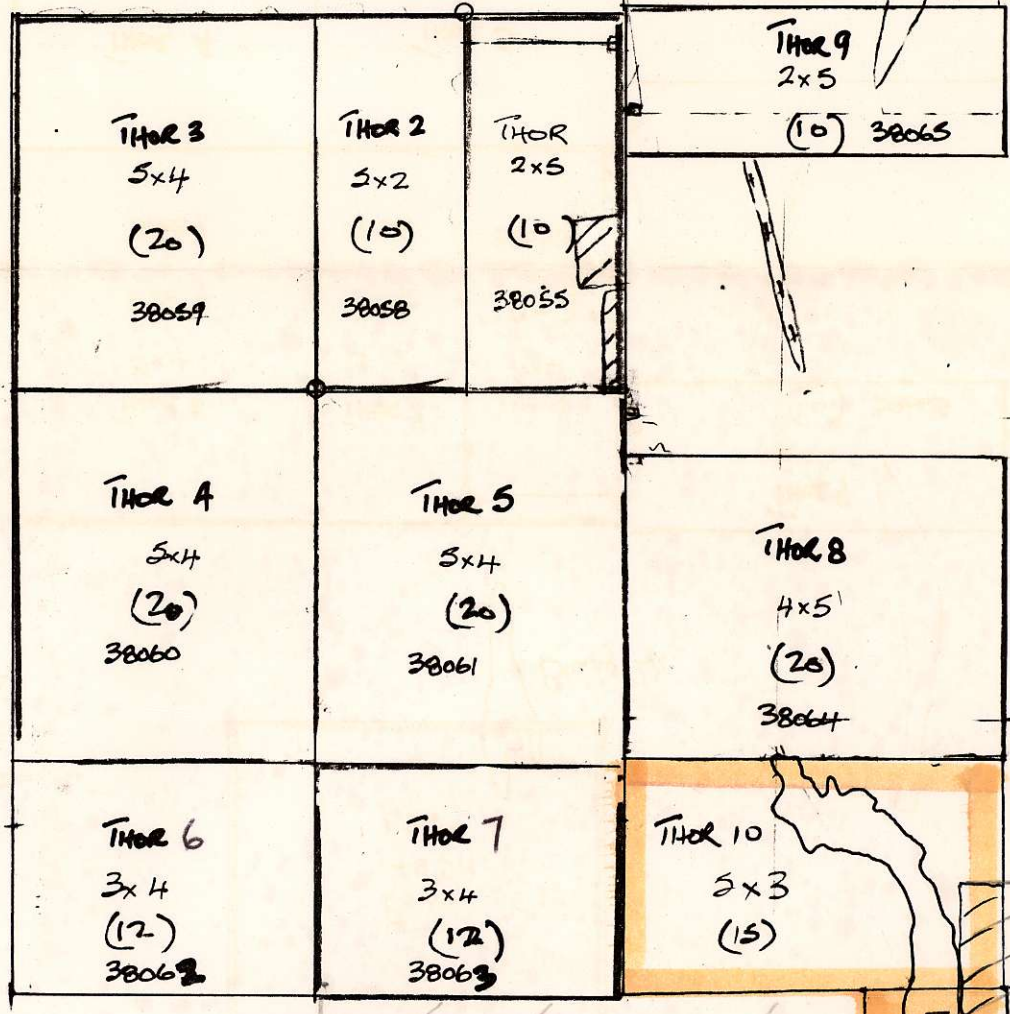 THOR 3
5x4
(20)
38059
THOR 2
5x2
(10)
38058
THOR
2x5
(10)
38055
THOR 9
2x5
(10) 38065
THOR 4
5x4
(20)
38060
THOR 5
5x4
(20)
38061
THOR 8
4x5
(20)
38064
THOR 6
3x4
(12)
38062
THOR 7
3x4
(12)
38063
THOR 10
5x3
(15)